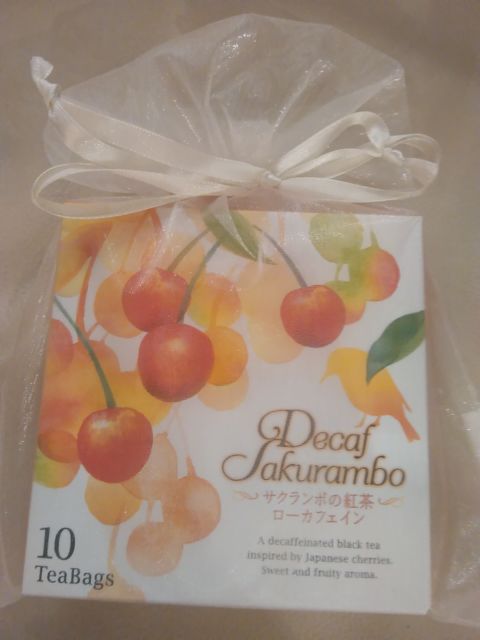 Decaf
Sakurambo
サクランボの紅茶
ローカフェイン
A decaffeinated black tea
inspired by Japanese cherries.
Sweet and fruity aroma.
10
TeaBags